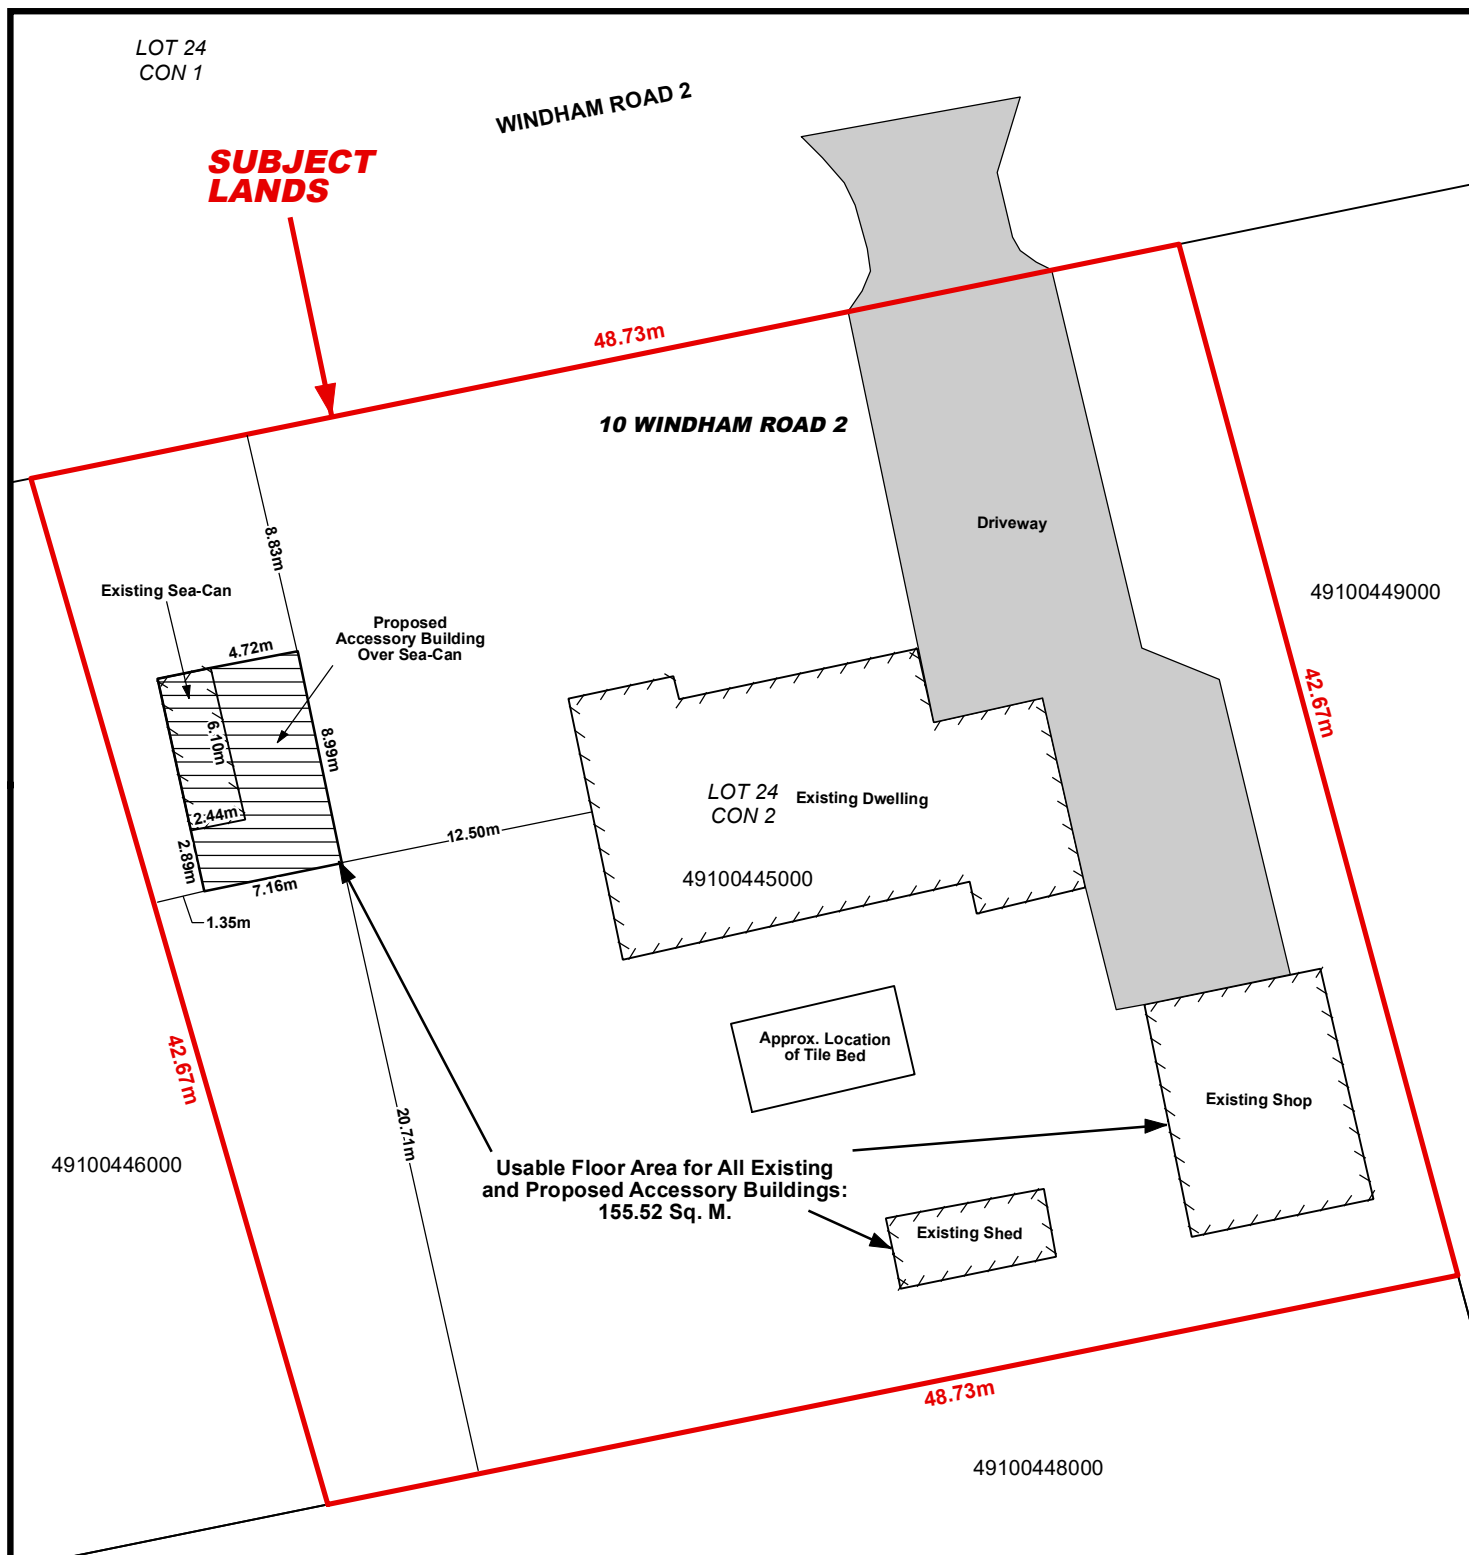 LOT 24
CON 1
WINDHAM ROAD 2
SUBJECT
LANDS
48.73m
10 WINDHAM ROAD 2
Driveway
8.83m
Existing Sea-Can
49100449000
Proposed
Accessory Building
Over Sea-Can
4.72m
6.10m
8.99m
42.67m
LOT 24
CON 2
Existing Dwelling
2.44m
12.50m
2.89m
7.16m
49100445000
1.35m
Approx. Location
of Tile Bed
42.67m
Existing Shop
20.71m
49100446000
Usable Floor Area for All Existing
and Proposed Accessory Buildings:
155.52 Sq. M.
Existing Shed
48.73m
49100448000